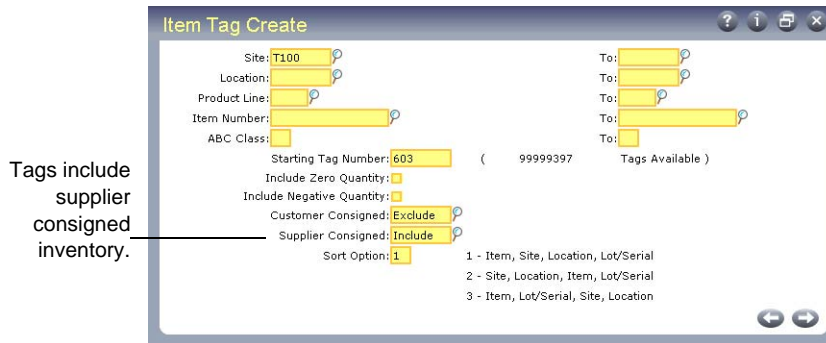 Item Tag Create
Site: T100 To:
Location: To:
Product Line: To:
Item Number: To:
ABC Class: To:
Starting Tag Number: 603 ( 99999397 Tags Available )
Include Zero Quantity:
Include Negative Quantity:
Customer Consigned: Exclude
Supplier Consigned: Include
Sort Option: 1 1 - Item, Site, Location, Lot/Serial
2 - Site, Location, Item, Lot/Serial
3 - Item, Lot/Serial, Site, Location
Tags include
supplier
consigned
inventory.